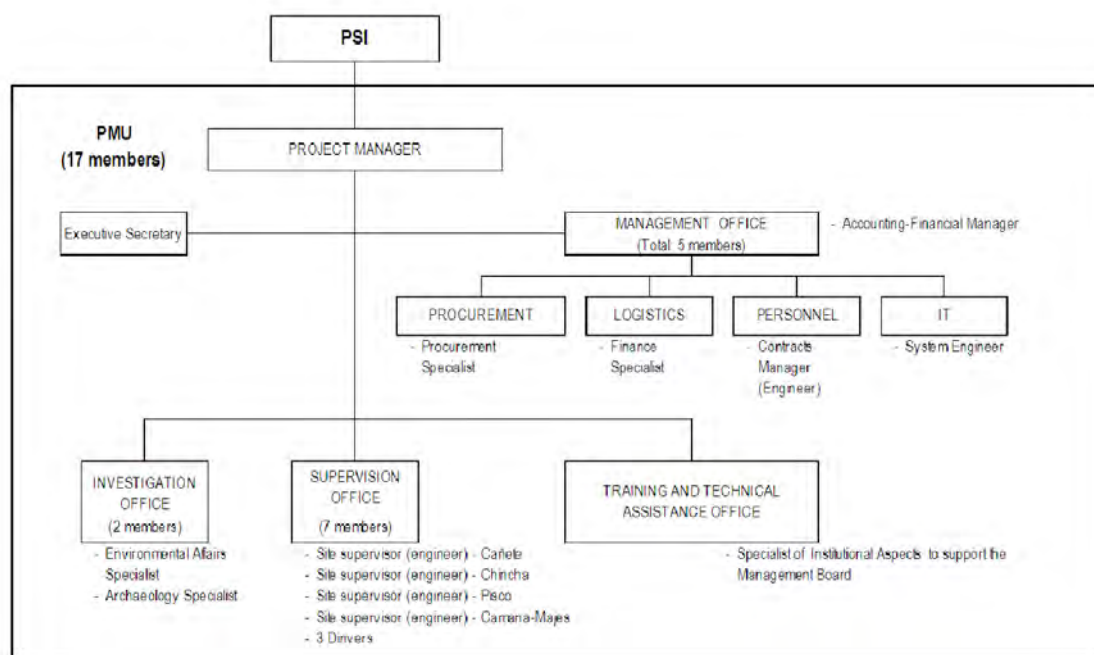 PSI
PMU
(17 members)
PROJECT MANAGER
Executive Secretary
MANAGEMENT OFFICE
(Total: 5 members)
- Accounting-Financial Manager
PROCUREMENT
- Procurement
Specialist
LOGISTICS
- Finance
Specialist
PERSONNEL
- Contracts
Manager
(Engineer)
IT
- System Engineer
INVESTIGATION
OFFICE
(2 members)
- Environmental Affairs
Specialist
- Archaeology Specialist
SUPERVISION
OFFICE
(7 members)
- Site supervisor (engineer) - Cañete
- Site supervisor (engineer) - Chincha
- Site supervisor (engineer) - Pisco
- Site supervisor (engineer) - Camana-Majes
- 3 Dirivers
TRAINING AND TECHNICAL
ASSISTANCE OFFICE
- Specialist of Institutional Aspects to support the
Management Board